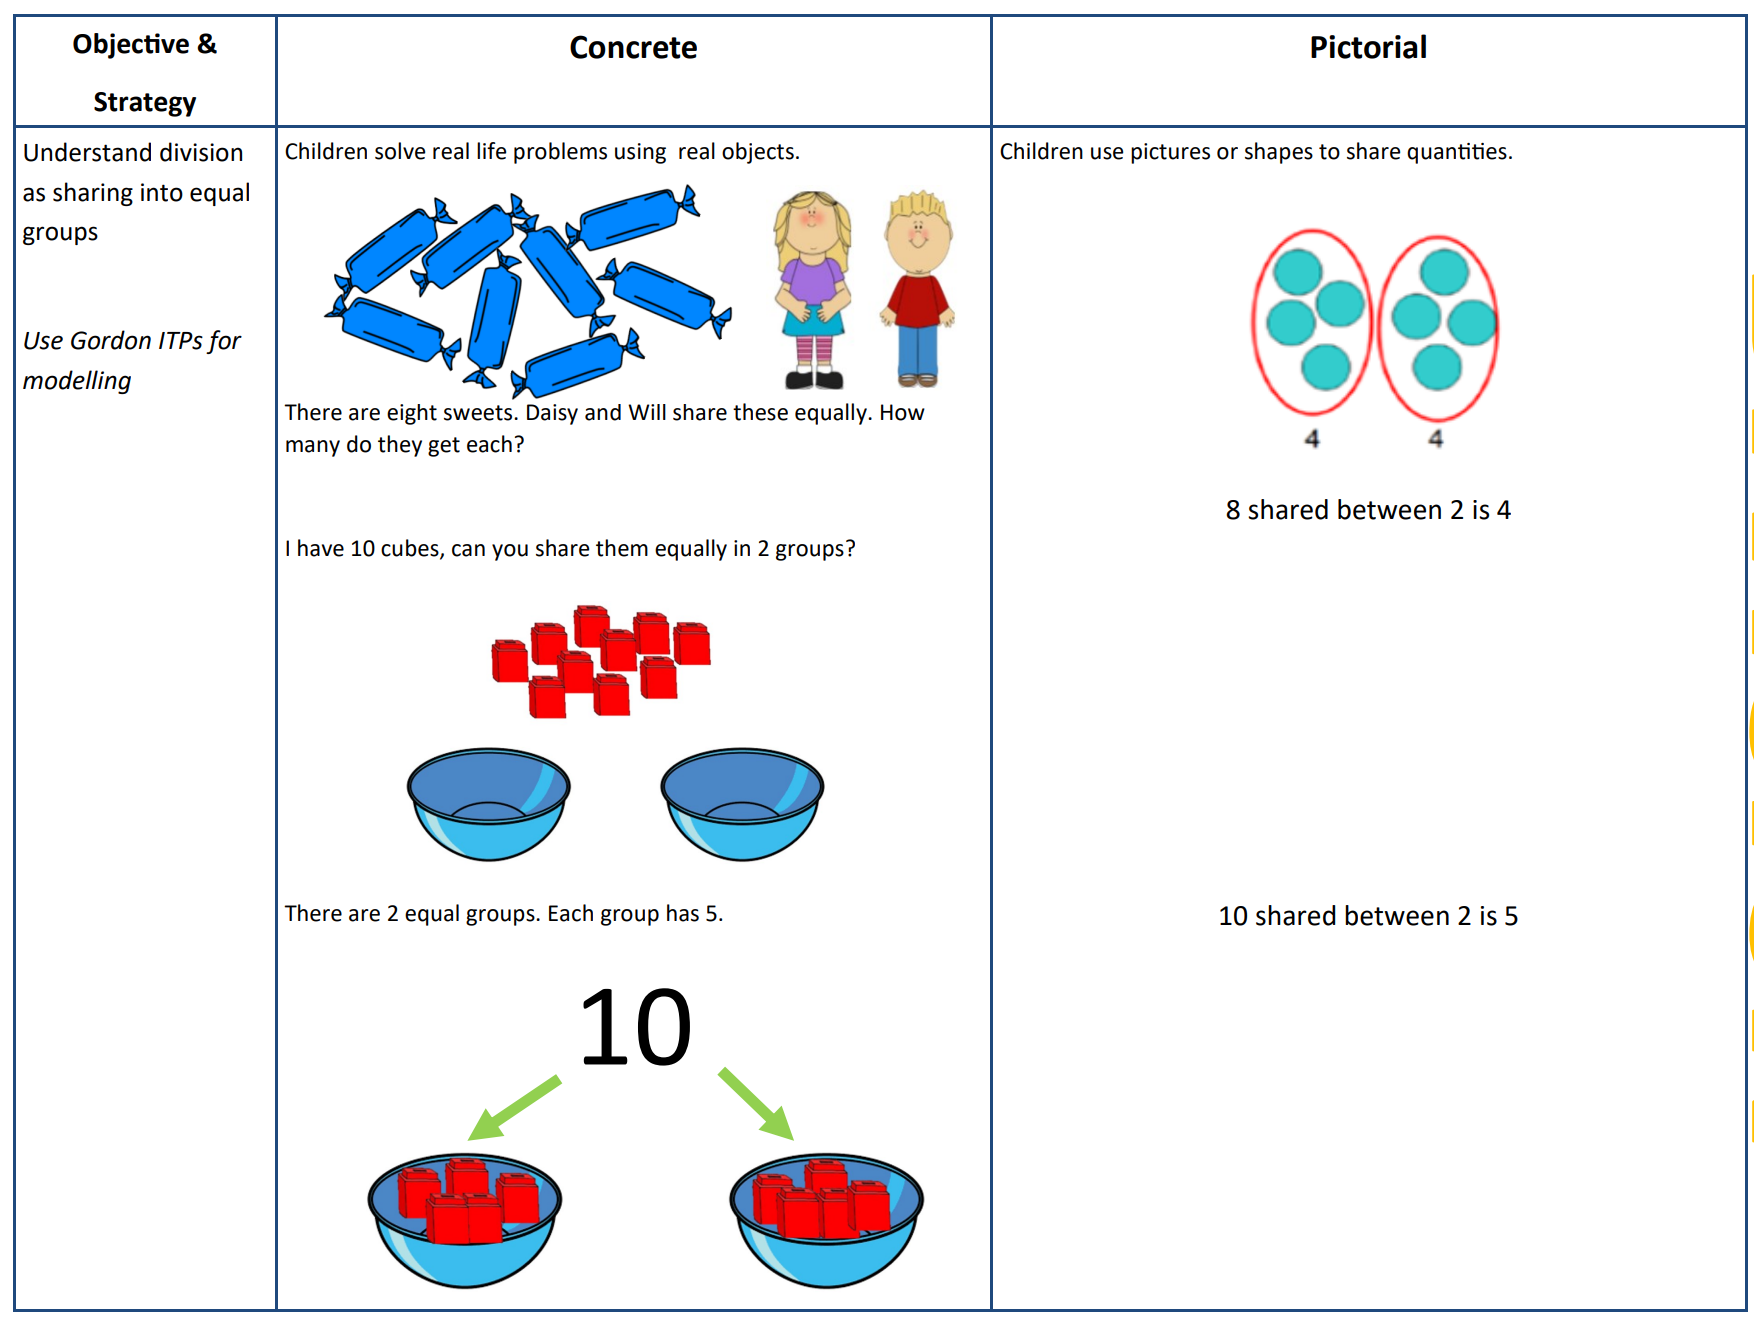 Objective &
Strategy
Concrete
Pictorial
Understand division
as sharing into equal
groups
Use Gordon ITPs for
modelling
Children solve real life problems using  real objects.
There are eight sweets. Daisy and Will share these equally. How
many do they get each?
I have 10 cubes, can you share them equally in 2 groups?
There are 2 equal groups. Each group has 5.
10
Children use pictures or shapes to share quantities.
4 4
8 shared between 2 is 4
10 shared between 2 is 5